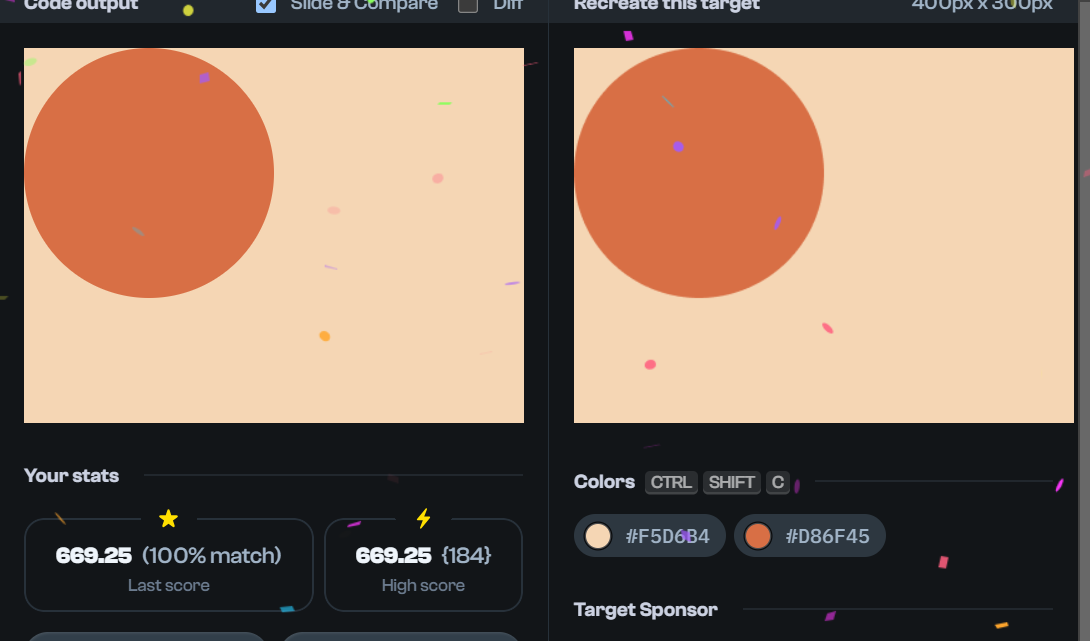 Code output
Slide & Compare
Diff
Recreate this target
400px x 300px
Your stats
669.25 (100% match)
Last score
669.25 {184}
High score
Colors CTRL SHIFT C
#F5D6B4
#D86F45
Target Sponsor